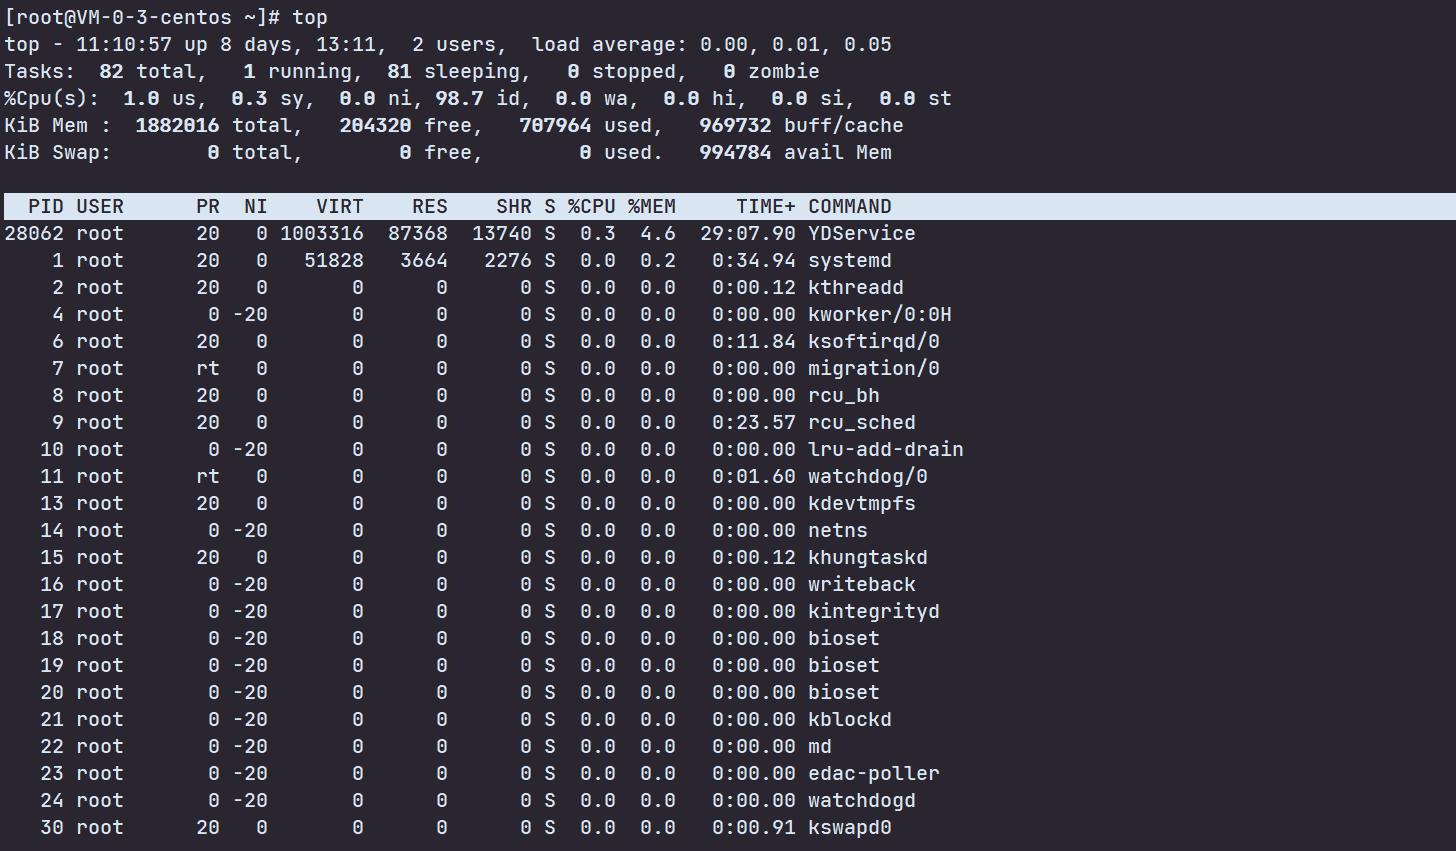 [root@VM-0-3-centos ~]# top
top - 11:10:57 up 8 days, 13:11,  2 users,  load average: 0.00, 0.01, 0.05
Tasks:  82 total,   1 running,  81 sleeping,   0 stopped,   0 zombie
%Cpu(s):  1.0 us,  0.3 sy,  0.0 ni, 98.7 id,  0.0 wa,  0.0 hi,  0.0 si,  0.0 st
KiB Mem :  1882016 total,   204320 free,   707964 used,   969732 buff/cache
KiB Swap:        0 total,        0 free,        0 used.   994784 avail Mem
  PID USER      PR  NI    VIRT    RES    SHR S %CPU %MEM     TIME+ COMMAND
28062 root      20   0 1003316  87368  13740 S  0.3  4.6  29:07.90 YDService
    1 root      20   0   51828   3664   2276 S  0.0  0.2   0:34.94 systemd
    2 root      20   0       0      0      0 S  0.0  0.0   0:00.12 kthreadd
    4 root       0 -20       0      0      0 S  0.0  0.0   0:00.00 kworker/0:0H
    6 root      20   0       0      0      0 S  0.0  0.0   0:11.84 ksoftirqd/0
    7 root      rt   0       0      0      0 S  0.0  0.0   0:00.00 migration/0
    8 root      20   0       0      0      0 S  0.0  0.0   0:00.00 rcu_bh
    9 root      20   0       0      0      0 S  0.0  0.0   0:23.57 rcu_sched
   10 root       0 -20       0      0      0 S  0.0  0.0   0:00.00 lru-add-drain
   11 root      rt   0       0      0      0 S  0.0  0.0   0:01.60 watchdog/0
   13 root      20   0       0      0      0 S  0.0  0.0   0:00.00 kdevtmpfs
   14 root       0 -20       0      0      0 S  0.0  0.0   0:00.00 netns
   15 root      20   0       0      0      0 S  0.0  0.0   0:00.12 khungtaskd
   16 root       0 -20       0      0      0 S  0.0  0.0   0:00.00 writeback
   17 root       0 -20       0      0      0 S  0.0  0.0   0:00.00 kintegrityd
   18 root       0 -20       0      0      0 S  0.0  0.0   0:00.00 bioset
   19 root       0 -20       0      0      0 S  0.0  0.0   0:00.00 bioset
   20 root       0 -20       0      0      0 S  0.0  0.0   0:00.00 bioset
   21 root       0 -20       0      0      0 S  0.0  0.0   0:00.00 kblockd
   22 root       0 -20       0      0      0 S  0.0  0.0   0:00.00 md
   23 root       0 -20       0      0      0 S  0.0  0.0   0:00.00 edac-poller
   24 root       0 -20       0      0      0 S  0.0  0.0   0:00.00 watchdogd
   30 root      20   0       0      0      0 S  0.0  0.0   0:00.91 kswapd0